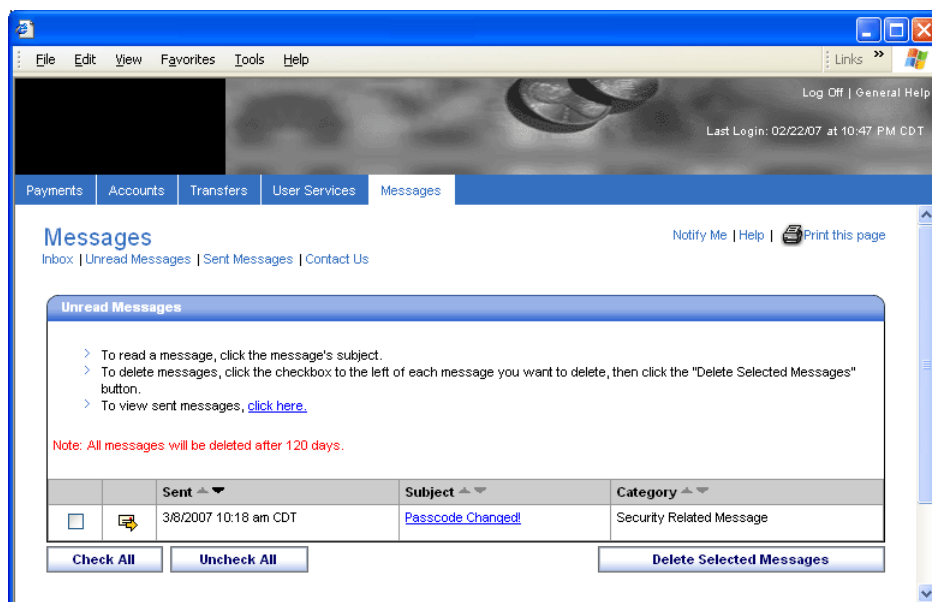 File Edit View Favorites Tools Help Links »
Log Off | General Help
Last Login: 02/22/07 at 10:47 PM CDT
Payments Accounts Transfers User Services Messages
Messages
Notify Me | Help | Print this page
Inbox | Unread Messages | Sent Messages | Contact Us
Unread Messages
> To read a message, click the message's subject.
> To delete messages, click the checkbox to the left of each message you want to delete, then click the "Delete Selected Messages"
button.
> To view sent messages, click here.
Note: All messages will be deleted after 120 days.
Sent Subject Category
3/8/2007 10:18 am CDT Passcode Changed! Security Related Message
Check All Uncheck All Delete Selected Messages